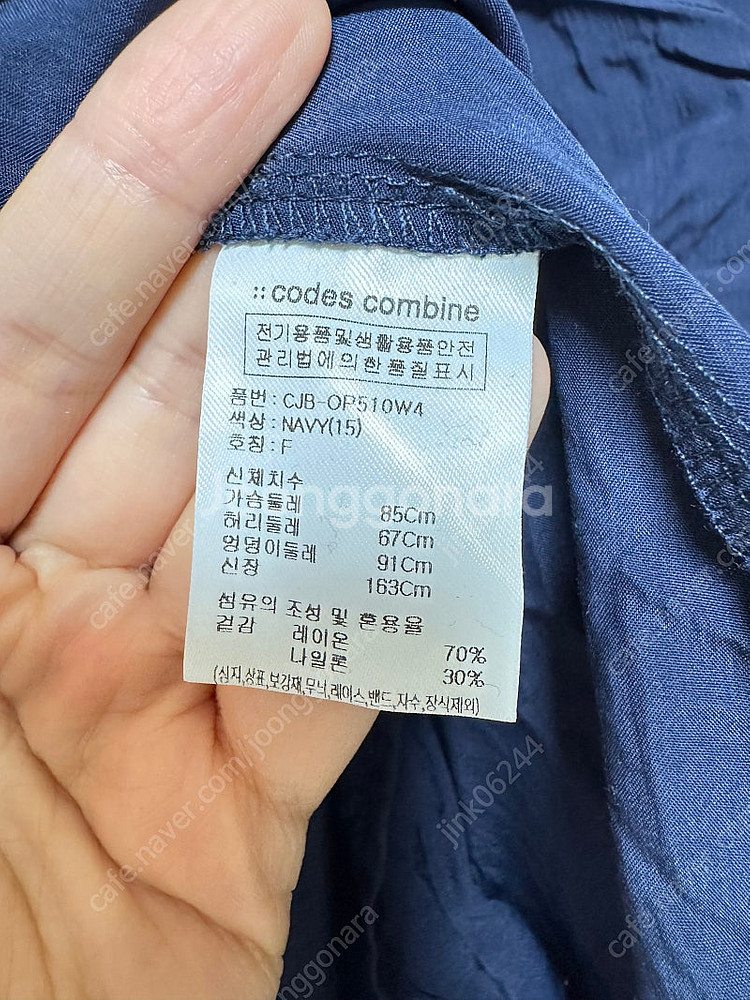 :: codes combine
전기용품및생활용품안전
관리법에의한품질표시
품번 : CJB-OP510W4
색상 : NAVY(15)
호칭 : F
신체치수
가슴둘레 85Cm
허리둘레 67Cm
엉덩이둘레 91Cm
신장 163Cm
섬유의 조성 및 혼용율
겉감 레이온 70%
나일론 30%
(심지,상표,보강재,무늬,레이스,밴드,자수,장식제외)
Joonggonara
cafe.naver.com/joonggonara
jink06244